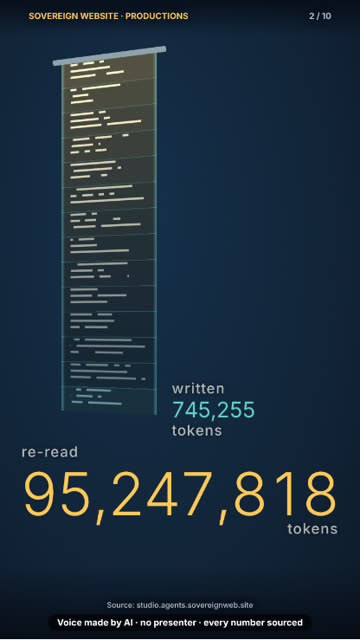 SOVEREIGN WEBSITE · PRODUCTIONS
2 / 10
written
745,255
tokens
re-read
95,247,818
tokens
Source: studio.agents.sovereignweb.site
Voice made by AI · no presenter · every number sourced